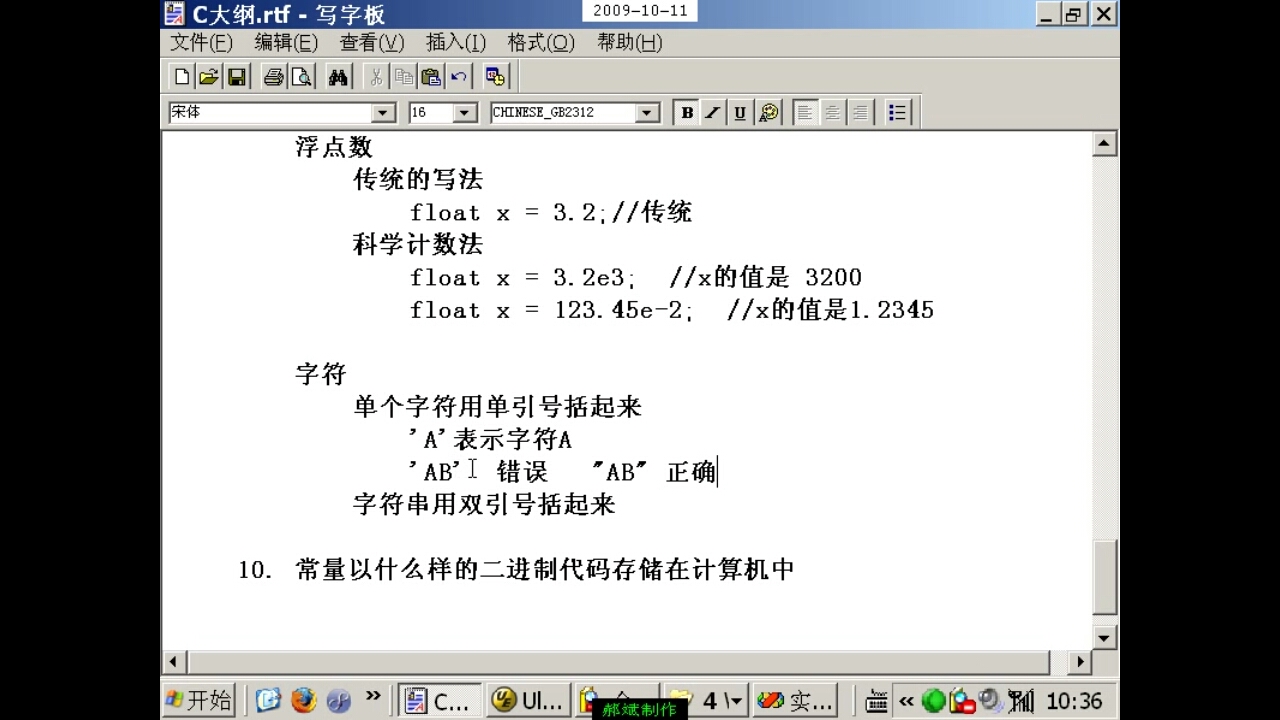 C大纲.rtf - 写字板
2009-10-11
文件(F) 编辑(E) 查看(V) 插入(I) 格式(O) 帮助(H)
宋体 16 CHINESE_GB2312 B I U
浮点数
传统的写法
float x = 3.2;//传统
科学计数法
float x = 3.2e3; //x的值是 3200
float x = 123.45e-2; //x的值是1.2345
字符
单个字符用单引号括起来
'A'表示字符A
'AB' 错误 "AB" 正确
字符串用双引号括起来
10. 常量以什么样的二进制代码存储在计算机中
开始 » C... Ul... 4 实... « 10:36
郝斌制作